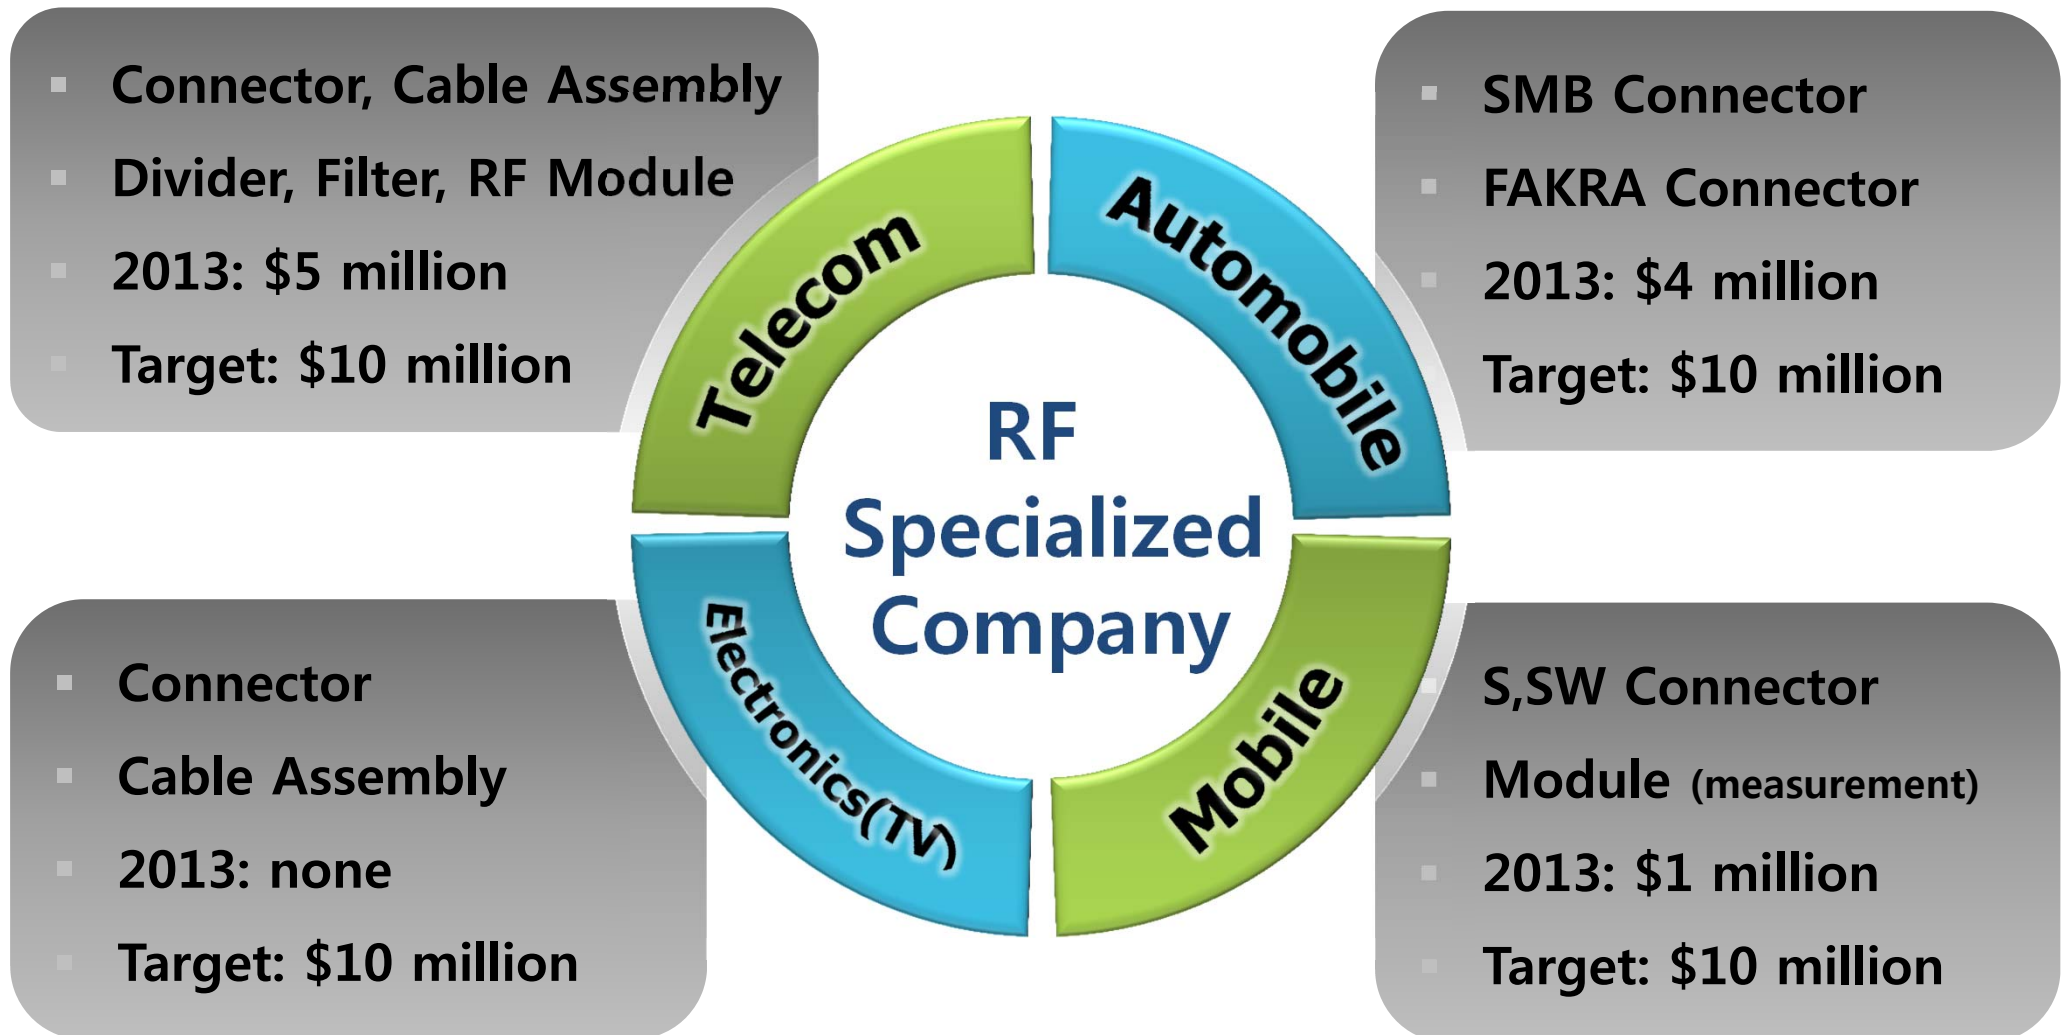 Connector, Cable Assembly
Divider, Filter, RF Module
2013: $5 million
Target: $10 million
Telecom
Automobile
SMB Connector
FAKRA Connector
2013: $4 million
Target: $10 million
RF
Specialized
Company
Connector
Cable Assembly
2013: none
Target: $10 million
Electronics(TV)
Mobile
S,SW Connector
Module (measurement)
2013: $1 million
Target: $10 million